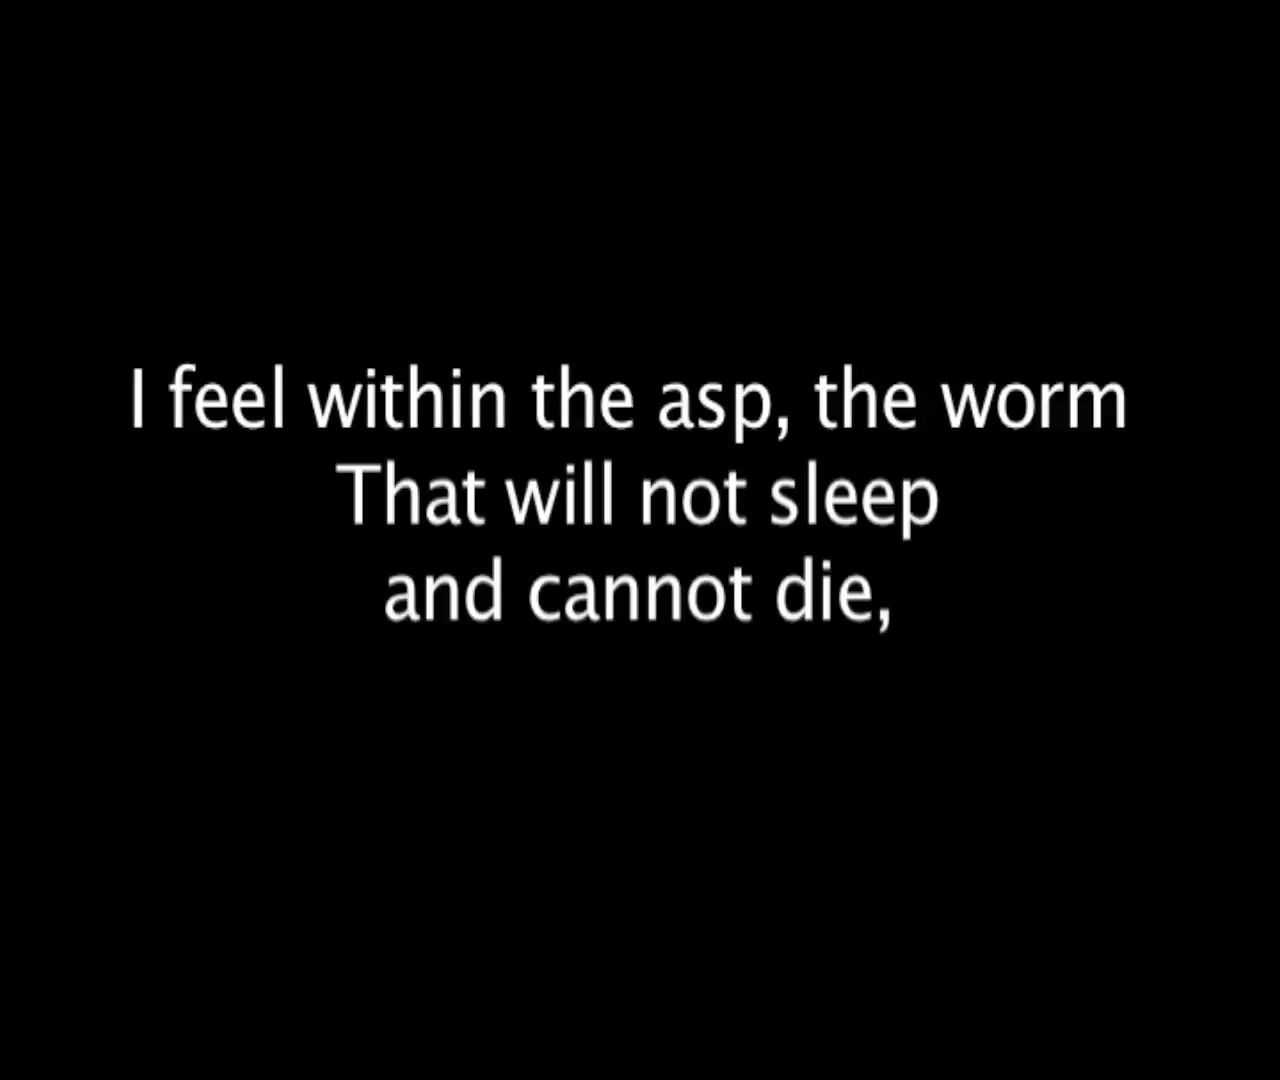 I feel within the asp, the worm
That will not sleep
and cannot die,